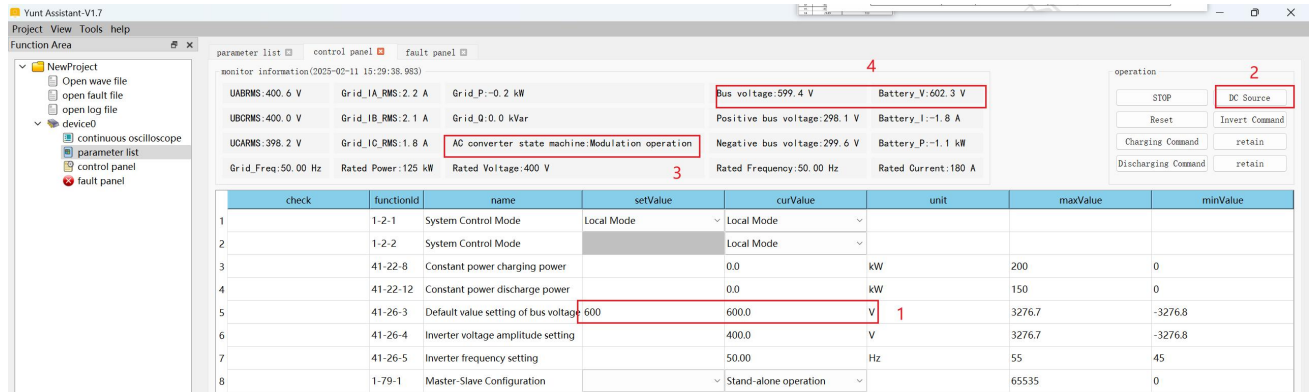 Yunt Assistant-V1.7
Project View Tools help
Function Area
NewProject
Open wave file
open fault file
open log file
device0
continuous oscilloscope
parameter list
control panel
fault panel
parameter list control panel fault panel
monitor information(2025-02-11 15:29:38.983)
4
UABRMS:400.6 V Grid_IA_RMS:2.2 A Grid_P:-0.2 kW Bus voltage:599.4 V Battery_V:602.3 V
UBCRMS:400.0 V Grid_IB_RMS:2.1 A Grid_Q:0.0 kVar Positive bus voltage:298.1 V Battery_I:-1.8 A
UCARMS:398.2 V Grid_IC_RMS:1.8 A AC converter state machine:Modulation operation Negative bus voltage:299.6 V Battery_P:-1.1 kW
Grid_Freq:50.00 Hz Rated Power:125 kW Rated Voltage:400 V 3 Rated Frequency:50.00 Hz Rated Current:180 A
operation
2
STOP DC Source
Reset Invert Command
Charging Command retain
Discharging Command retain
check functionId name setValue curValue unit maxValue minValue
1 1-2-1 System Control Mode Local Mode Local Mode
2 1-2-2 System Control Mode Local Mode
3 41-22-8 Constant power charging power 0.0 kW 200 0
4 41-22-12 Constant power discharge power 0.0 kW 150 0
5 41-26-3 Default value setting of bus voltage 600 600.0 V 1 3276.7 -3276.8
6 41-26-4 Inverter voltage amplitude setting 400.0 V 3276.7 -3276.8
7 41-26-5 Inverter frequency setting 50.00 Hz 55 45
8 1-79-1 Master-Slave Configuration Stand-alone operation 65535 0